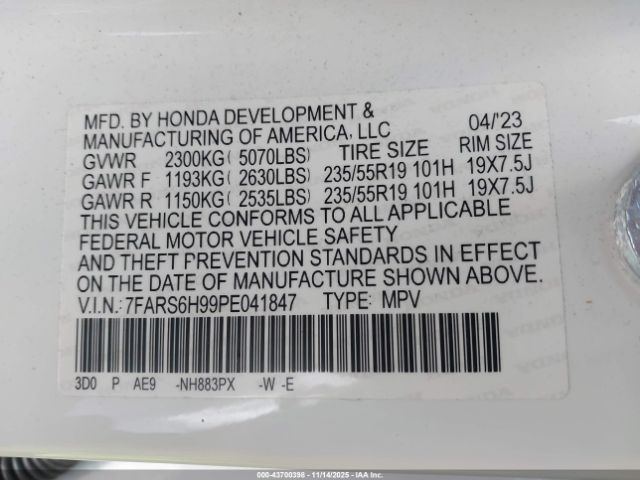 MFD. BY HONDA DEVELOPMENT &
MANUFACTURING OF AMERICA, LLC 04/'23
GVWR 2300KG( 5070LBS) TIRE SIZE RIM SIZE
GAWR F 1193KG( 2630LBS) 235/55R19 101H 19X7.5J
GAWR R 1150KG( 2535LBS) 235/55R19 101H 19X7.5J
THIS VEHICLE CONFORMS TO ALL APPLICABLE
FEDERAL MOTOR VEHICLE SAFETY
AND THEFT PREVENTION STANDARDS IN EFFECT
ON THE DATE OF MANUFACTURE SHOWN ABOVE.
V.I.N.:7FARS6H99PE041847 TYPE: MPV
3D0 P AE9 -NH883PX -W -E
000-43700398 - 11/14/2025 - IAA Inc.